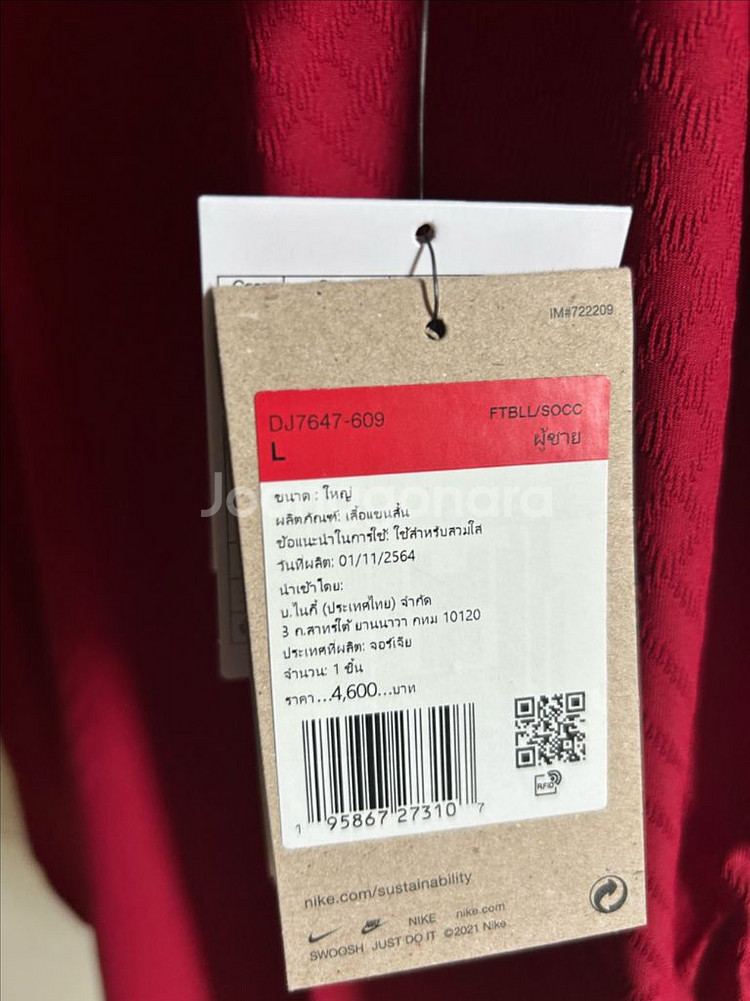 IM#722209
DJ7647-609
FTBLL/SOCC
L
ผู้ชาย
Joonggonara
ขนาด : ใหญ่
ผลิตภัณฑ์: เสื้อแขนสั้น
ข้อแนะนำในการใช้: ใช้สำหรับสวมใส่
วันที่ผลิต: 01/11/2564
นำเข้าโดย:
บ.ไนกี้ (ประเทศไทย) จำกัด
3 ถ.สาทรใต้ ยานนาวา กทม 10120
ประเทศที่ผลิต: จอร์เจีย
จำนวน: 1 ชิ้น
ราคา...4,600...บาท
RFID
1 95867 27310 7
nike.com/sustainability
NIKE nike.com
SWOOSH JUST DO IT ©2021 Nike